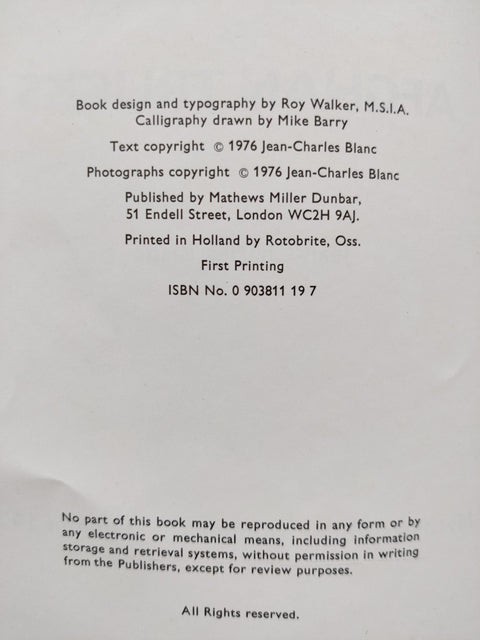 Book design and typography by Roy Walker, M.S.I.A.
Calligraphy drawn by Mike Barry
Text copyright © 1976 Jean-Charles Blanc
Photographs copyright © 1976 Jean-Charles Blanc
Published by Mathews Miller Dunbar,
51 Endell Street, London WC2H 9AJ.
Printed in Holland by Rotobrite, Oss.
First Printing
ISBN No. 0 903811 19 7
No part of this book may be reproduced in any form or by
any electronic or mechanical means, including information
storage and retrieval systems, without permission in writing
from the Publishers, except for review purposes.
All Rights reserved.